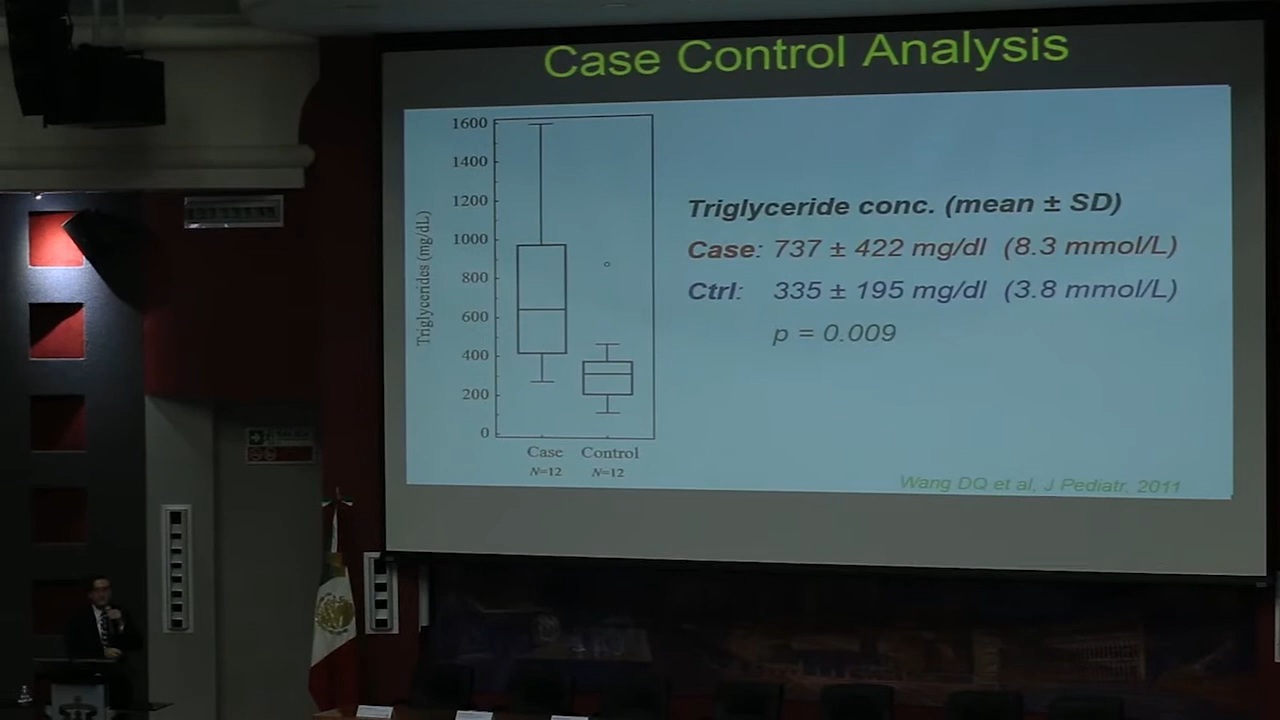 Case Control Analysis
1600
1400
1200
1000
800
600
400
200
0
Triglycerides (mg/dL)
Case Control
N=12 N=12
Triglyceride conc. (mean ± SD)
Case: 737 ± 422 mg/dl (8.3 mmol/L)
Ctrl: 335 ± 195 mg/dl (3.8 mmol/L)
p = 0.009
Wang DQ et al, J Pediatr, 2011